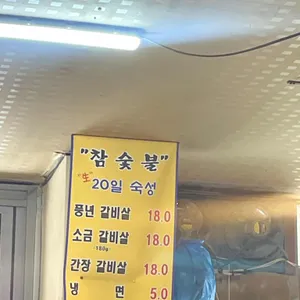 "참 숯 불"
"生" 20일 숙성
풍년 갈비살 18.0
소금 갈비살 18.0
-180g-
간장 갈비살 18.0
냉 면 5.0